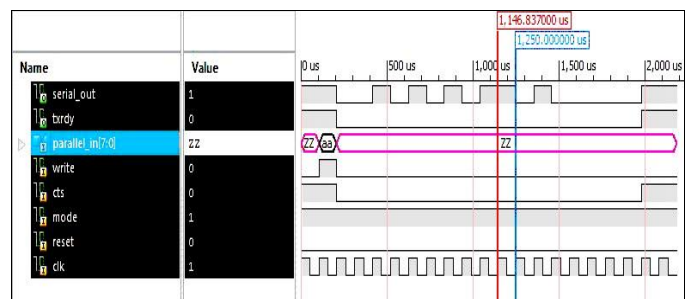 1,146.837000 us
1,250.000000 us
Name Value 0 us 500 us 1,000 us 1,500 us 2,000 us
serial_out 1
txrdy 0
parallel_in[7:0] ZZ ZZ aa ZZ
write 0
cts 0
mode 1
reset 0
clk 1